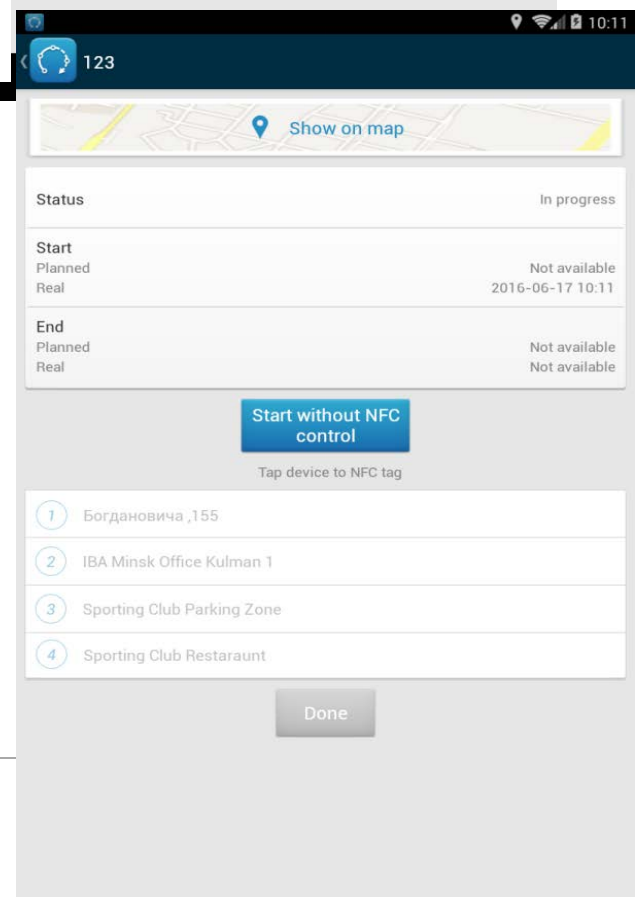 10:11
123
Show on map
Status In progress
Start
Planned Not available
Real 2016-06-17 10:11
End
Planned Not available
Real Not available
Start without NFC
control
Tap device to NFC tag
1 Богдановича ,155
2 IBA Minsk Office Kulman 1
3 Sporting Club Parking Zone
4 Sporting Club Restaraunt
Done